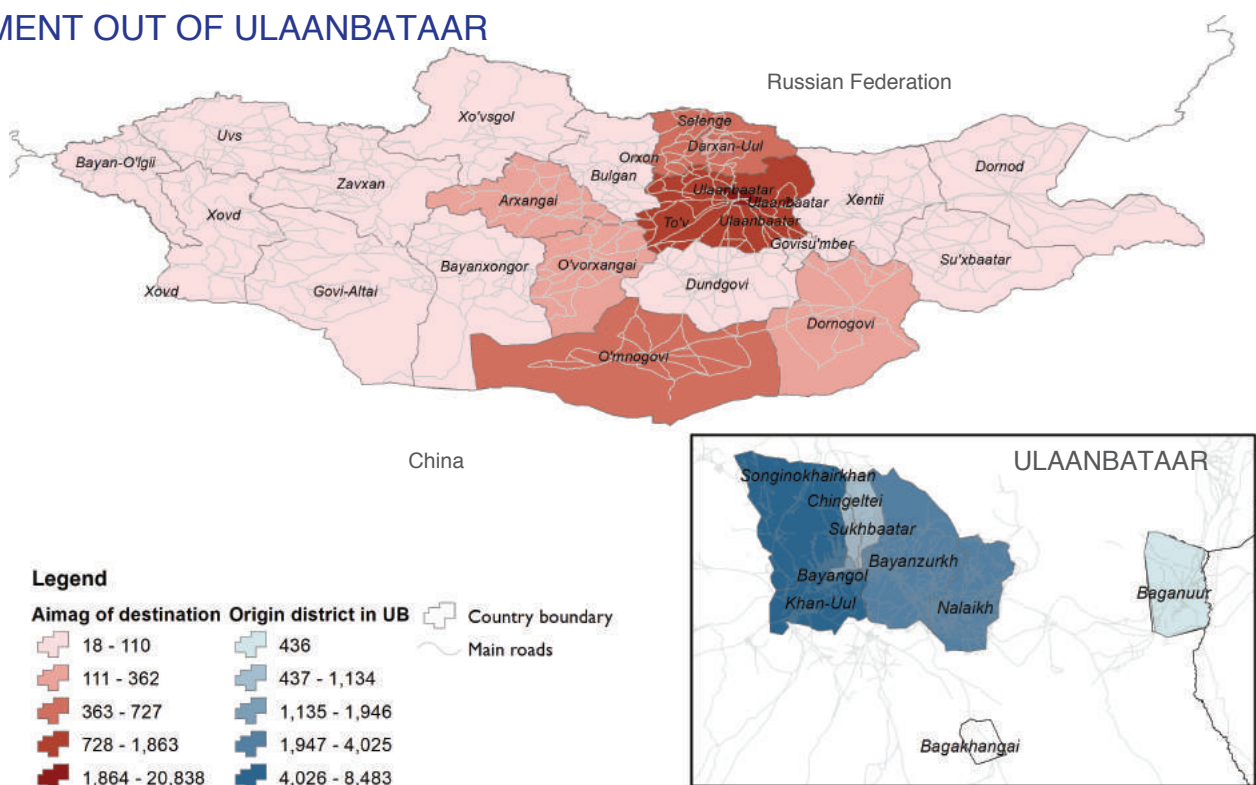 MENT OUT OF ULAANBATAAR
Russian Federation
Xo'vsgol
Selenge
Uvs
Darxan-Uul
Bayan-O'lgii
Orxon
Dornod
Bulgan
Zavxan
Ulaanbaatar
Arxangai
Ulaanbaatar
Xentii
Xovd
To'v
Ulaanbaatar
Govisu'mber
Su'xbaatar
O'vorxangai
Bayanxongor
Dundgovi
Xovd
Govi-Altai
Dornogovi
O'mnogovi
China
ULAANBATAAR
Songinokhairkhan
Chingeltei
Sukhbaatar
Bayanzurkh
Bayangol
Khan-Uul
Nalaikh
Baganuur
Bagakhangai
Legend
Aimag of destination
18 - 110
111 - 362
363 - 727
728 - 1,863
1,864 - 20,838
Origin district in UB
436
437 - 1,134
1,135 - 1,946
1,947 - 4,025
4,026 - 8,483
Country boundary
Main roads